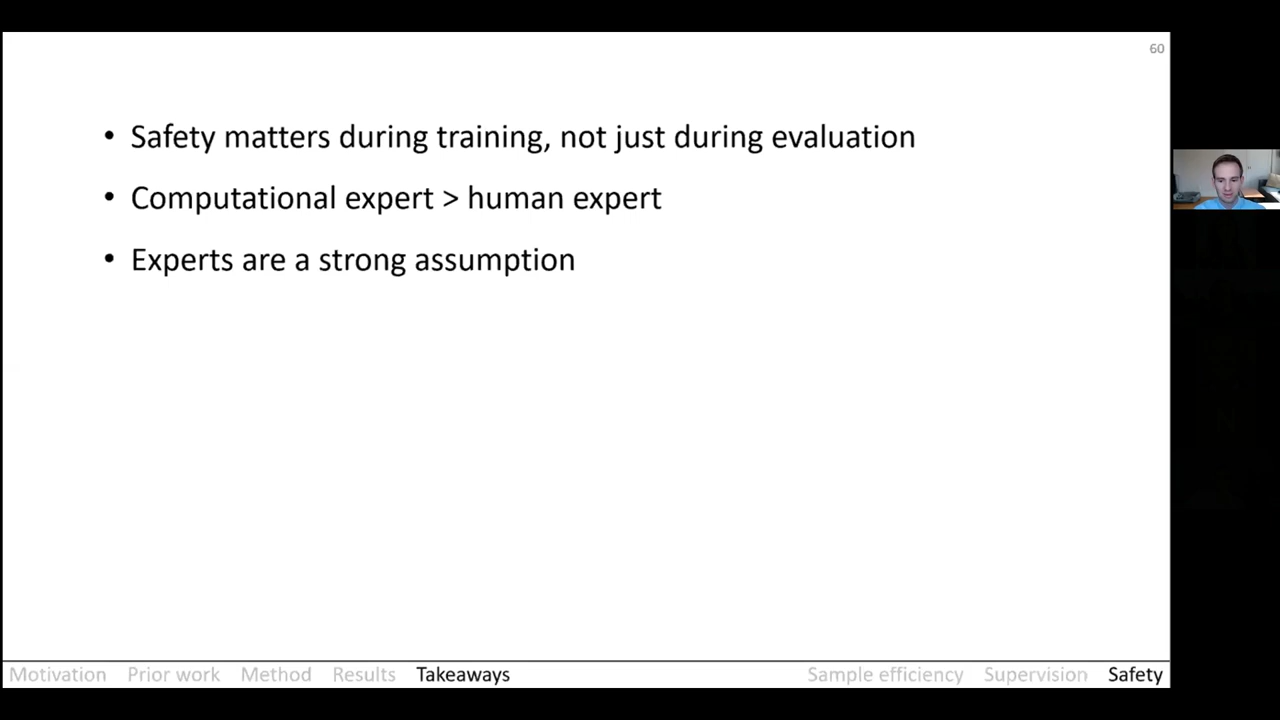 60
• Safety matters during training, not just during evaluation
• Computational expert > human expert
• Experts are a strong assumption
Motivation Prior work Method Results Takeaways Sample efficiency Supervision Safety